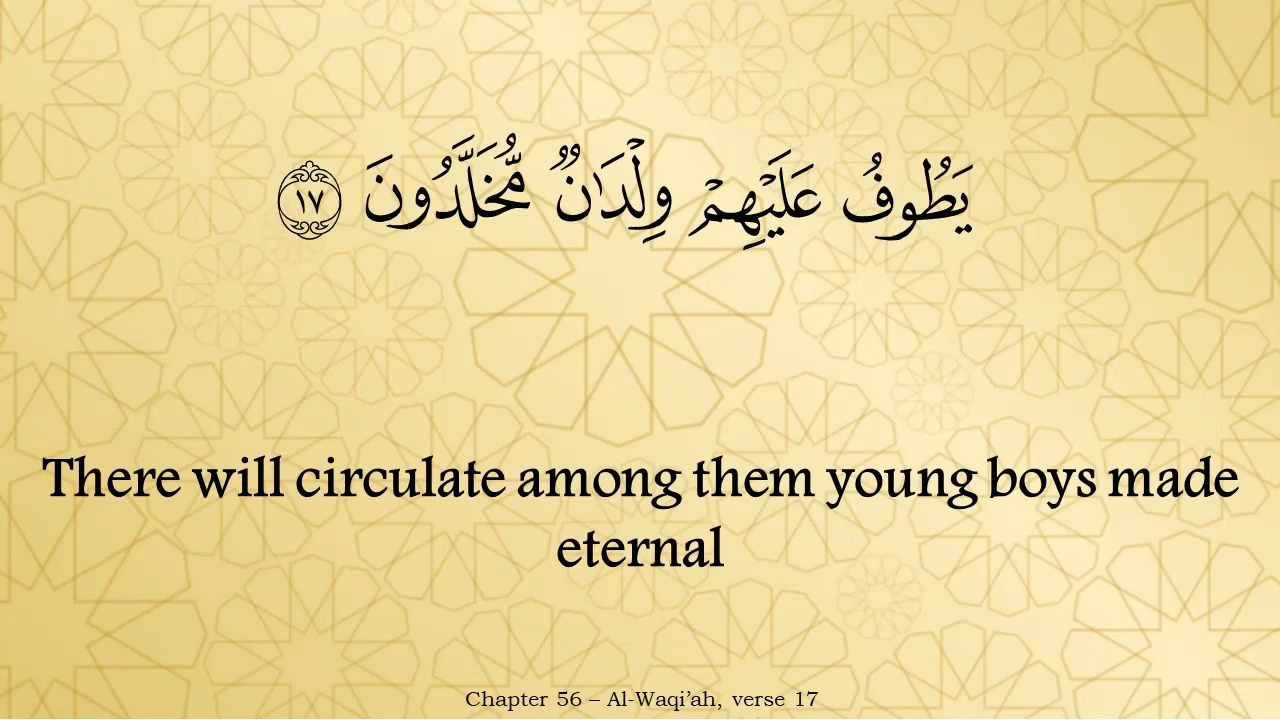 يَطُوفُ عَلَيْهِمْ وِلْدَٰنٌ مُّخَلَّدُونَ ١٧
There will circulate among them young boys made
eternal
Chapter 56 – Al-Waqi’ah, verse 17